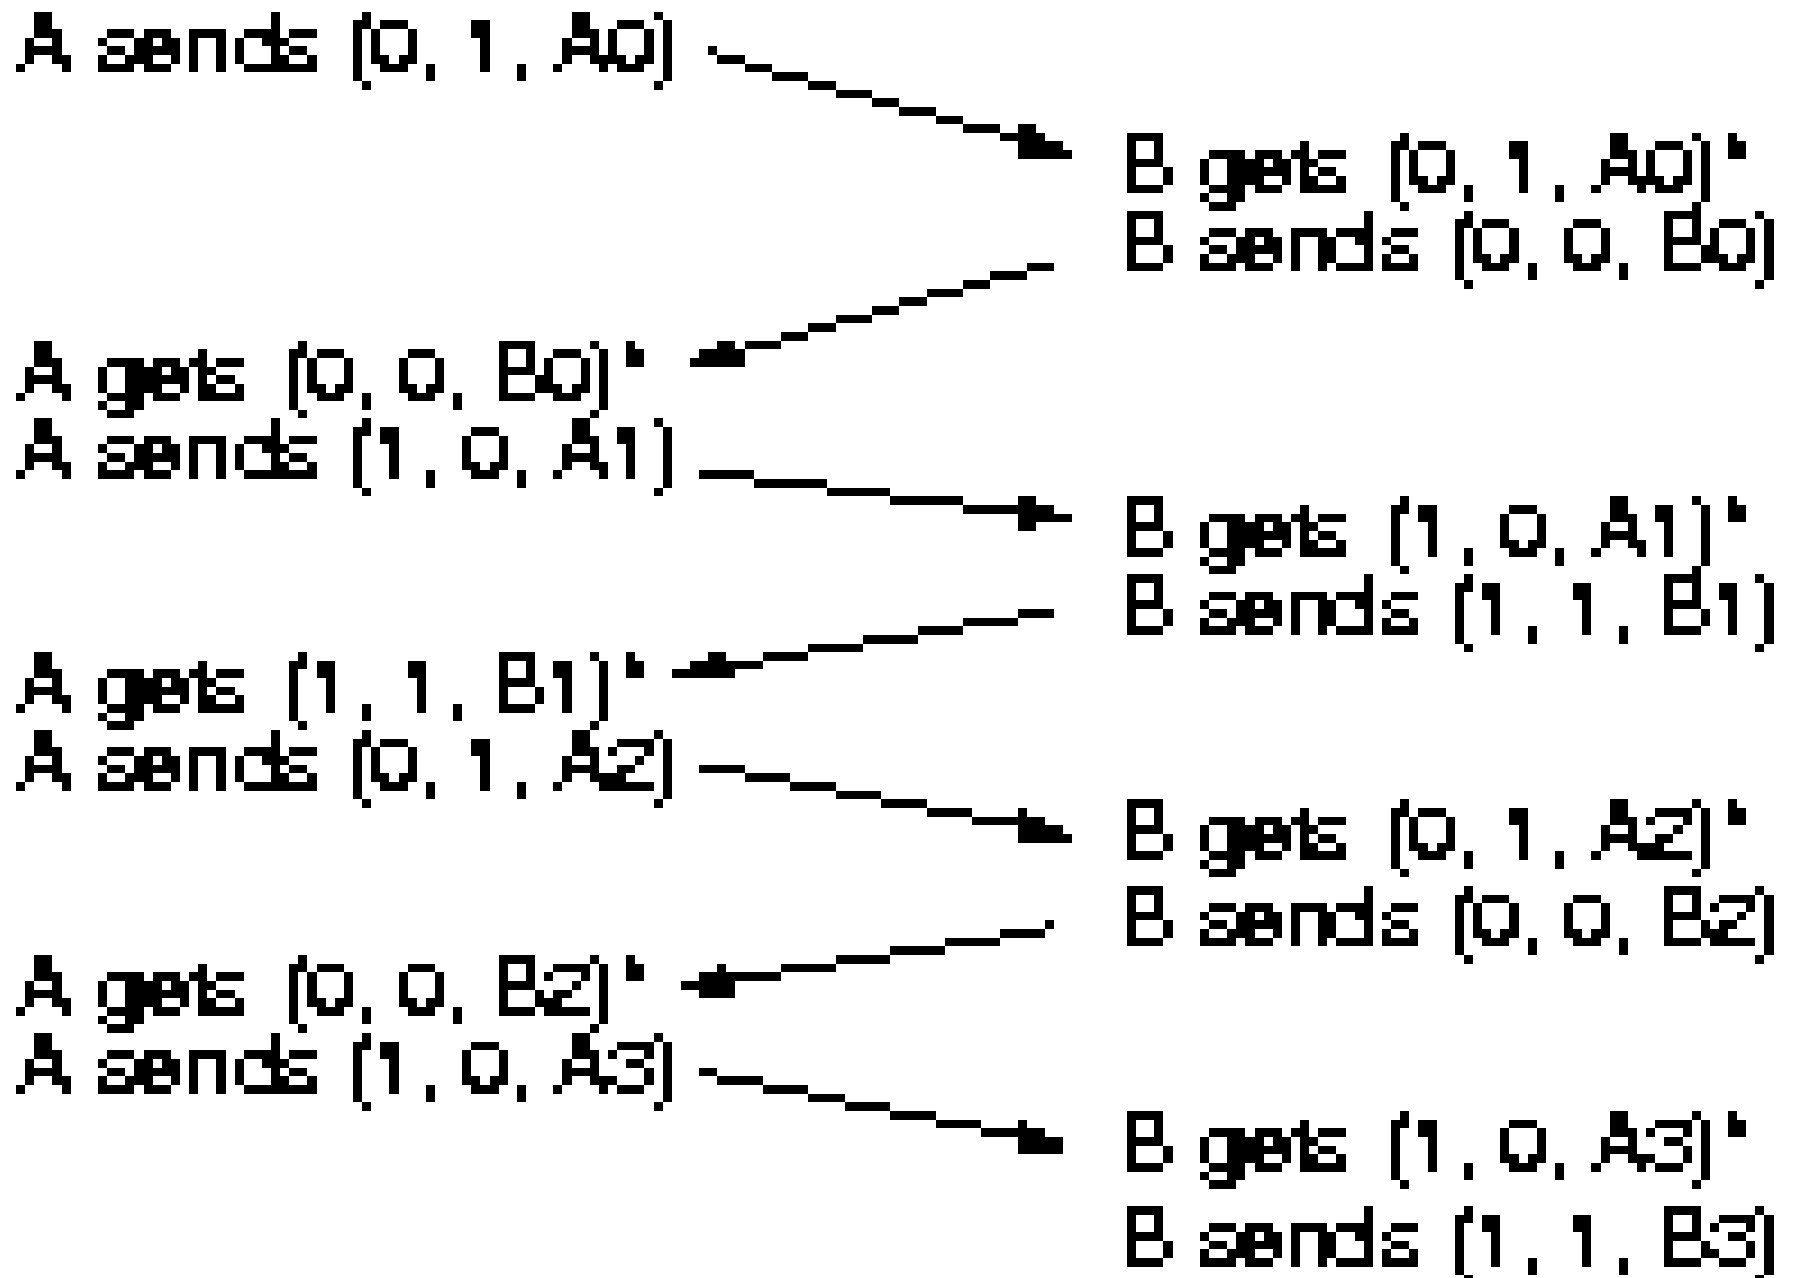 A sends (0, 1, A0)
B gets (0, 1, A0)*
B sends (0, 0, B0)
A gets (0, 0, B0)*
A sends (1, 0, A1)
B gets (1, 0, A1)*
B sends (1, 1, B1)
A gets (1, 1, B1)*
A sends (0, 1, A2)
B gets (0, 1, A2)*
B sends (0, 0, B2)
A gets (0, 0, B2)*
A sends (1, 0, A3)
B gets (1, 0, A3)*
B sends (1, 1, B3)